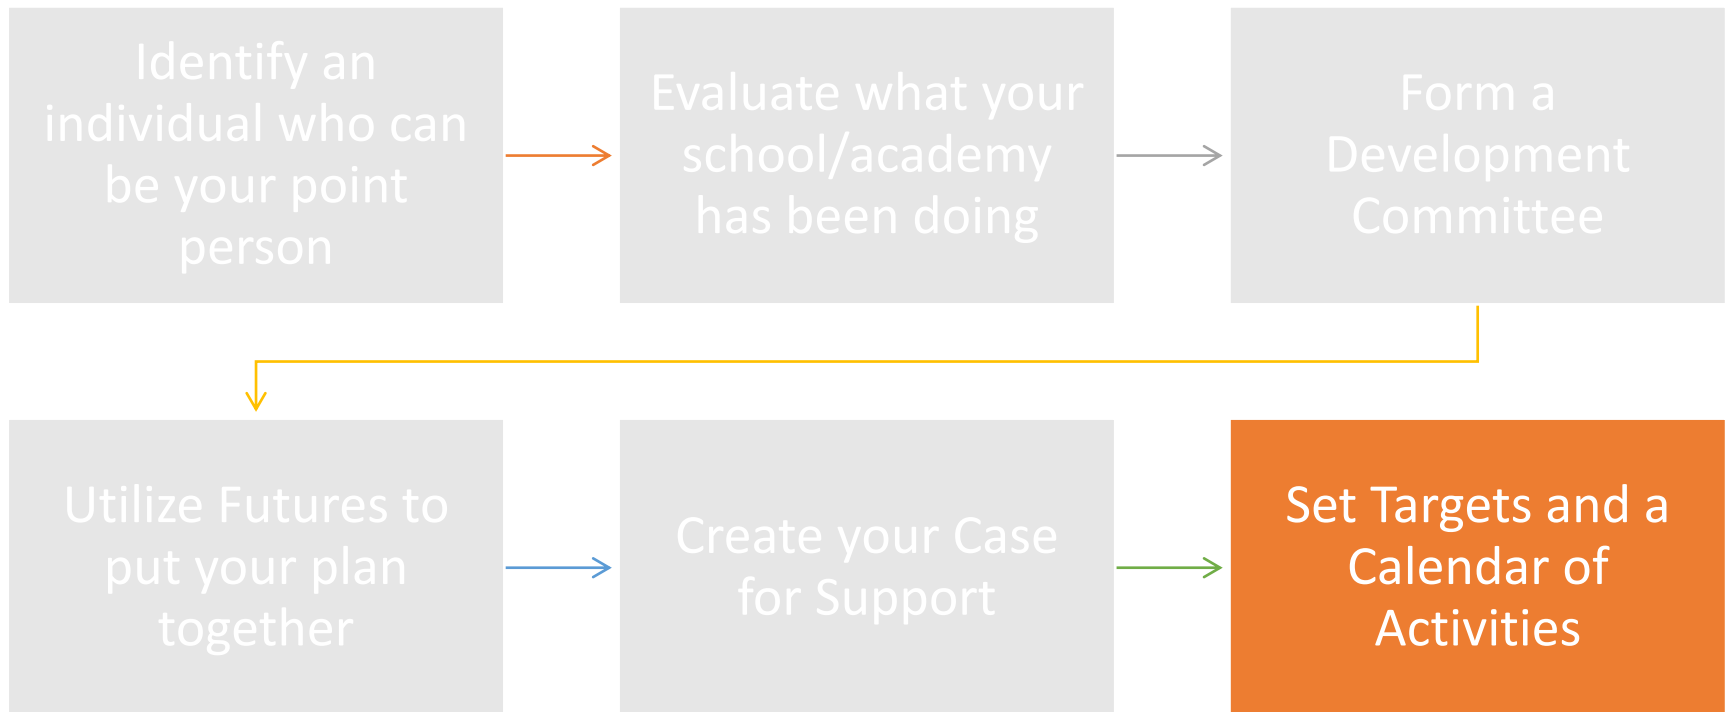 Identify an
individual who can
be your point
person
Evaluate what your
school/academy
has been doing
Form a
Development
Committee
Utilize Futures to
put your plan
together
Create your Case
for Support
Set Targets and a
Calendar of
Activities